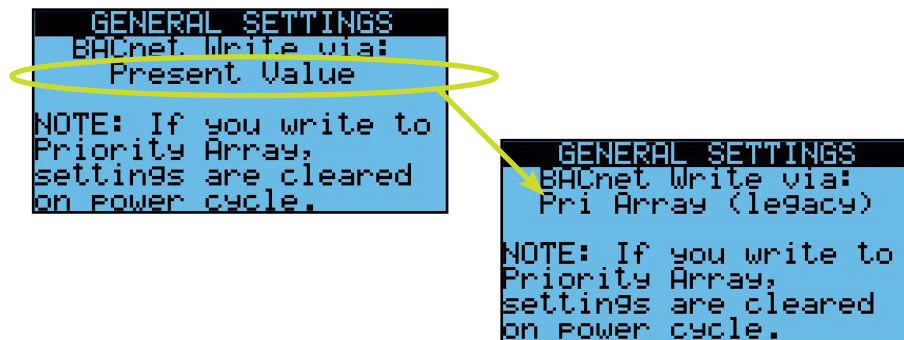 GENERAL SETTINGS
BACnet Write via:
Present Value
NOTE: If you write to
Priority Array,
settings are cleared
on power cycle.
GENERAL SETTINGS
BACnet Write via:
Pri Array (legacy)
NOTE: If you write to
Priority Array,
settings are cleared
on power cycle.